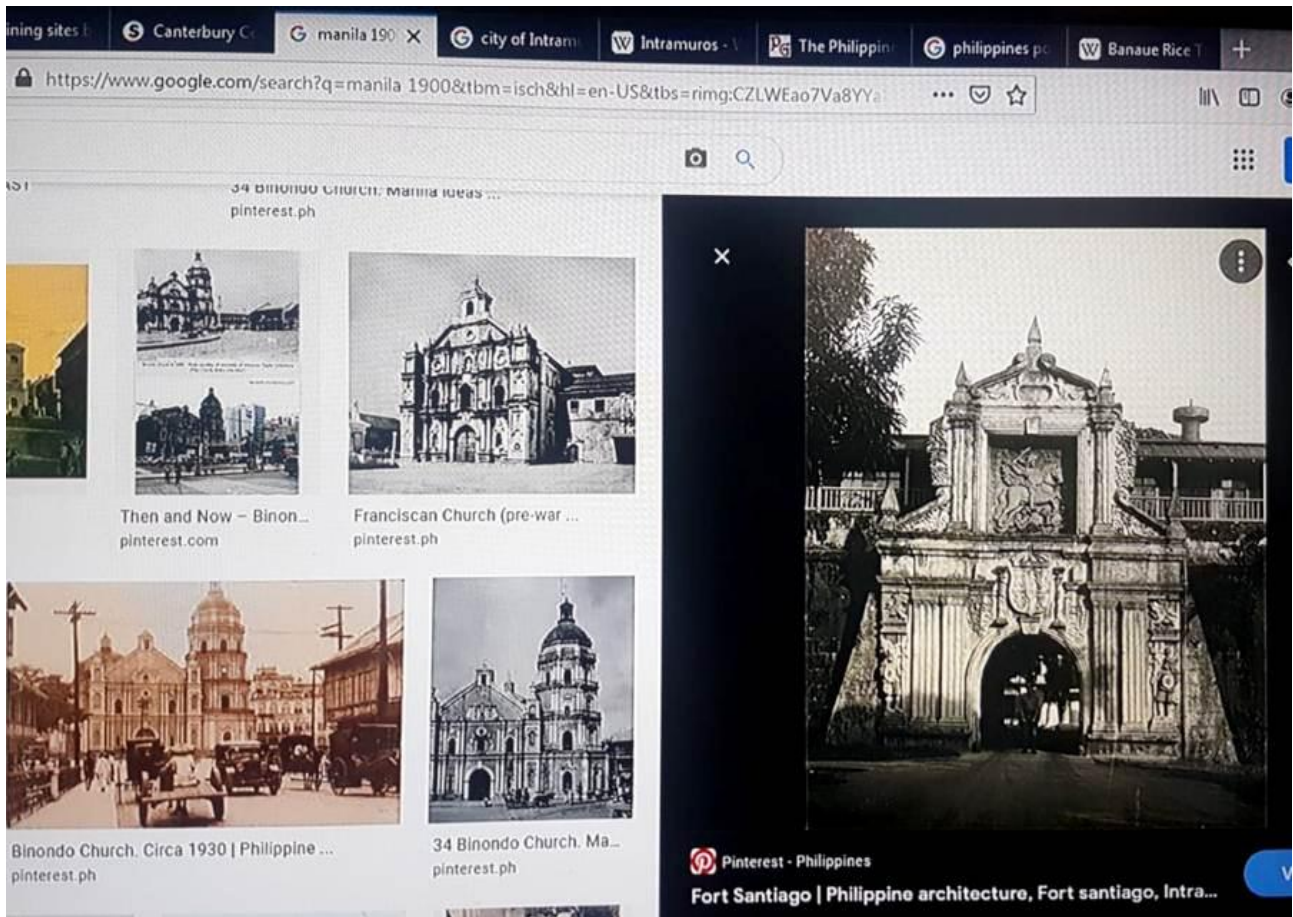 ining sites
Canterbury C
manila 190
city of Intram
Intramuros -
The Philippin
philippines po
Banaue Rice T
https://www.google.com/search?q=manila 1900&tbm=isch&hl=en-US&tbs=rimg:CZLWEao7Va8YYa
34 Binondo Church. Manila ideas ...
pinterest.ph
Then and Now – Binon...
pinterest.com
Franciscan Church (pre-war ...
pinterest.ph
Binondo Church. Circa 1930 | Philippine ...
pinterest.ph
34 Binondo Church. Ma...
pinterest.ph
Pinterest - Philippines
Fort Santiago | Philippine architecture, Fort santiago, Intra...